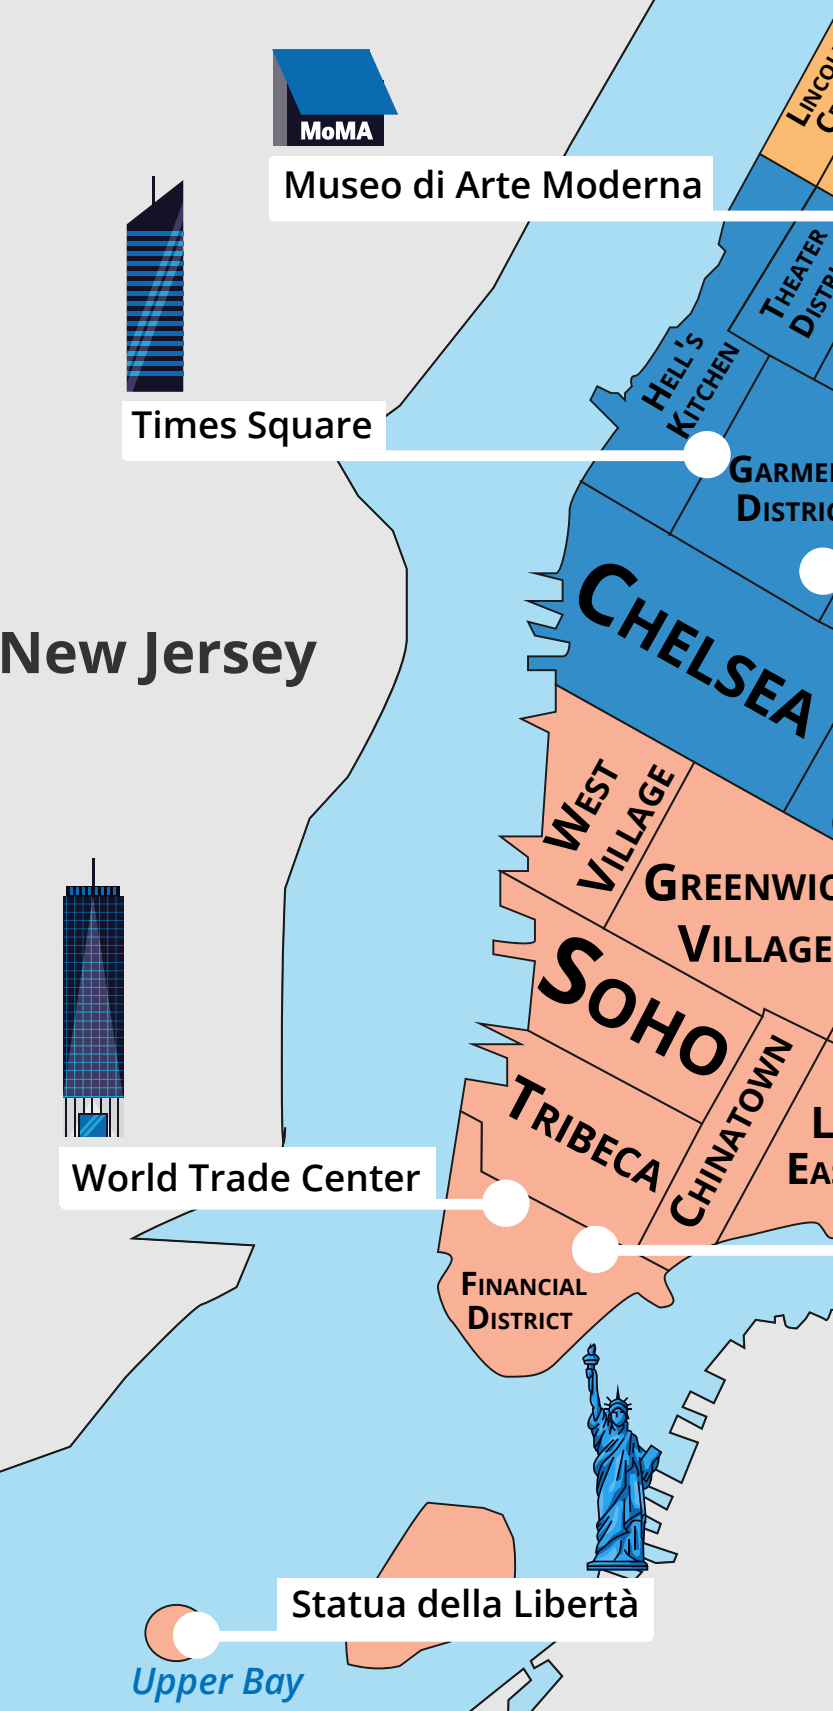 MoMA
Museo di Arte Moderna
THEATER
HELL'S
KITCHEN
Times Square
CHELSEA
New Jersey
WEST
VILLAGE
VILLAGE
SOHO
CHINATOWN
TRIBECA
World Trade Center
FINANCIAL
DISTRICT
Statua della Libertà
Upper Bay